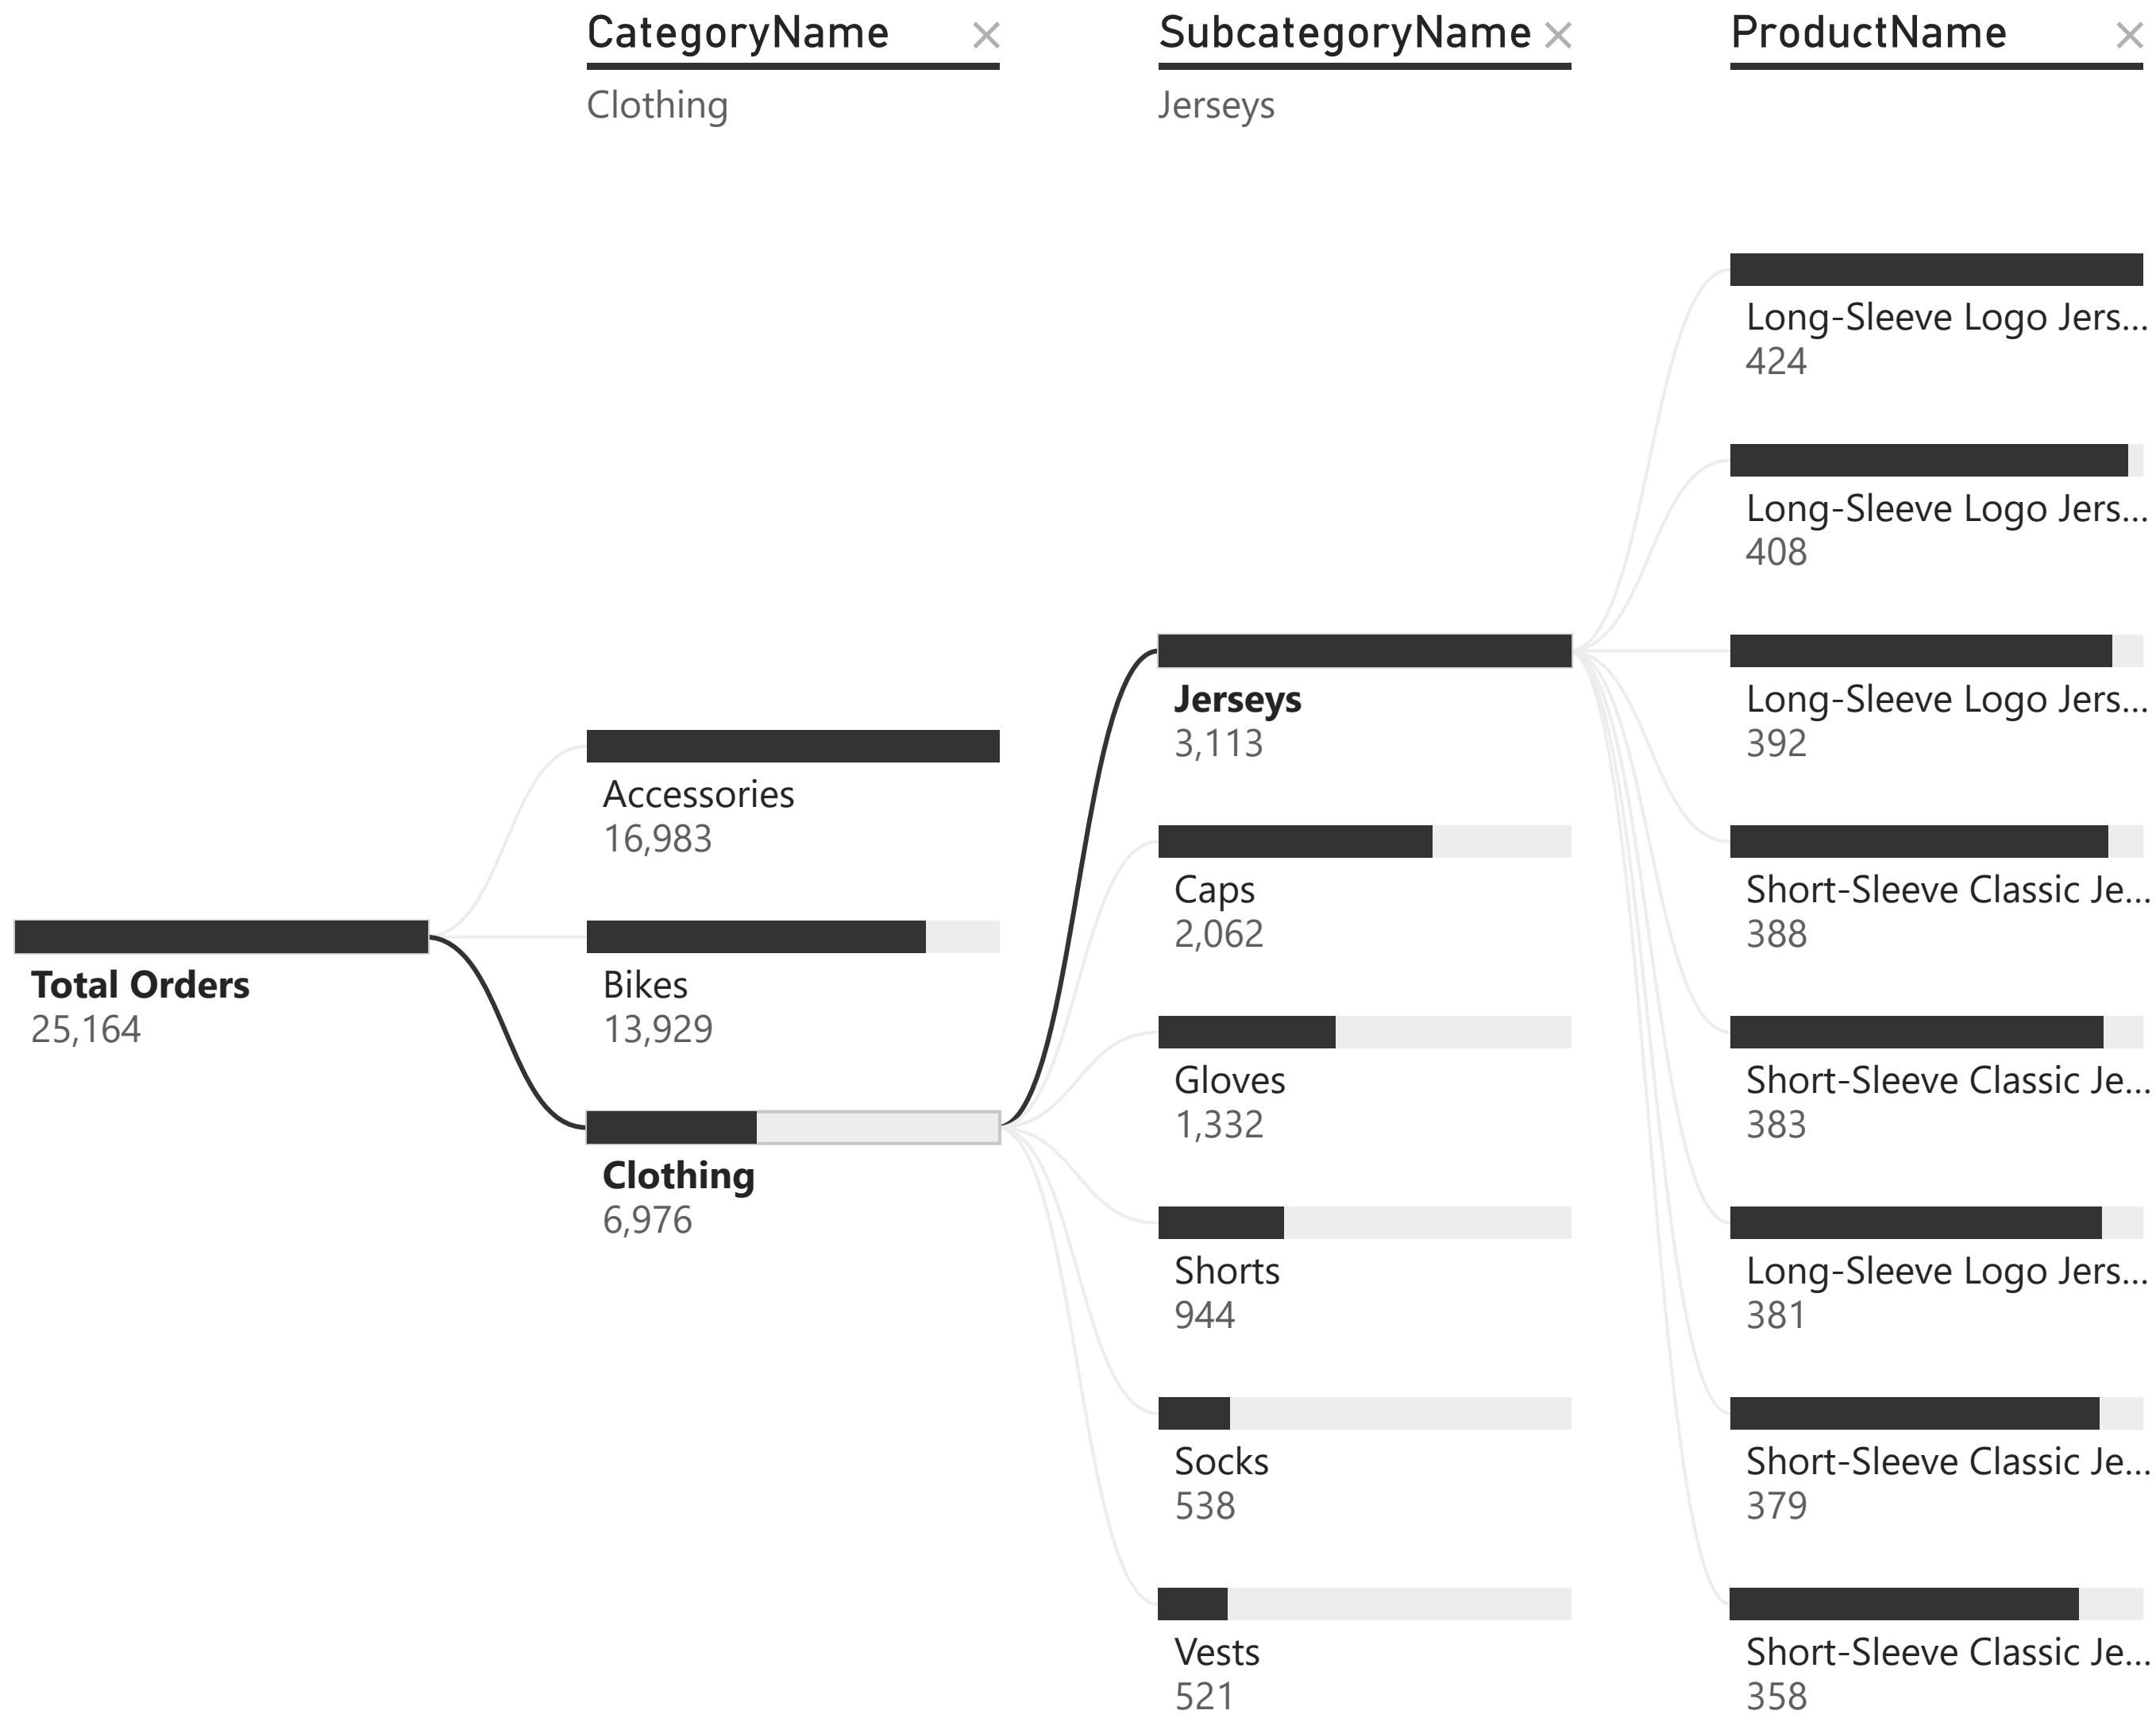 CategoryName
Clothing
SubcategoryName
Jerseys
ProductName
Total Orders
25,164
Accessories
16,983
Bikes
13,929
Clothing
6,976
Jerseys
3,113
Caps
2,062
Gloves
1,332
Shorts
944
Socks
538
Vests
521
Long-Sleeve Logo Jers...
424
Long-Sleeve Logo Jers...
408
Long-Sleeve Logo Jers...
392
Short-Sleeve Classic Je...
388
Short-Sleeve Classic Je...
383
Long-Sleeve Logo Jers...
381
Short-Sleeve Classic Je...
379
Short-Sleeve Classic Je...
358